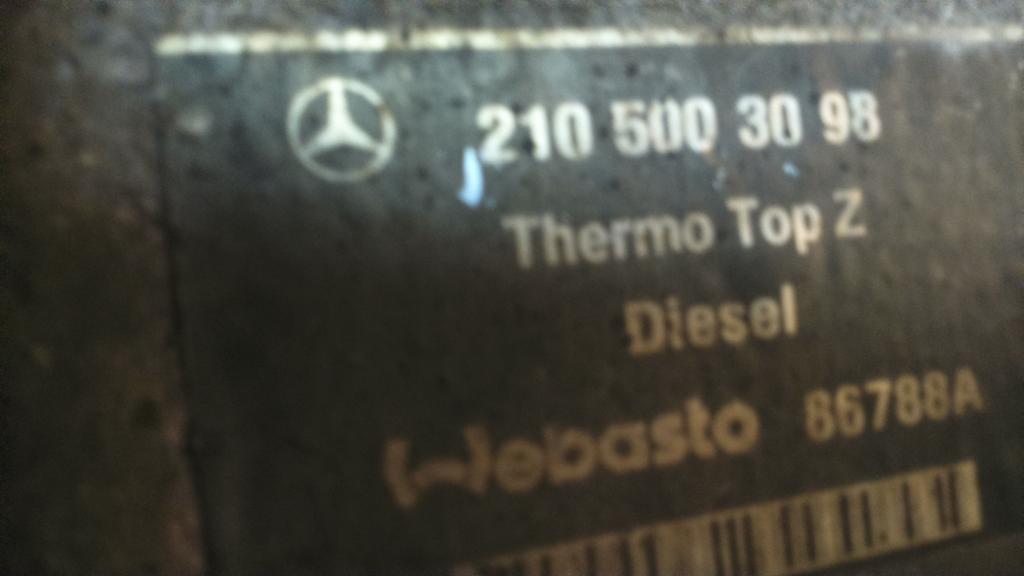 210 500 30 98
Thermo Top Z
Diesel
Webasto 86788A